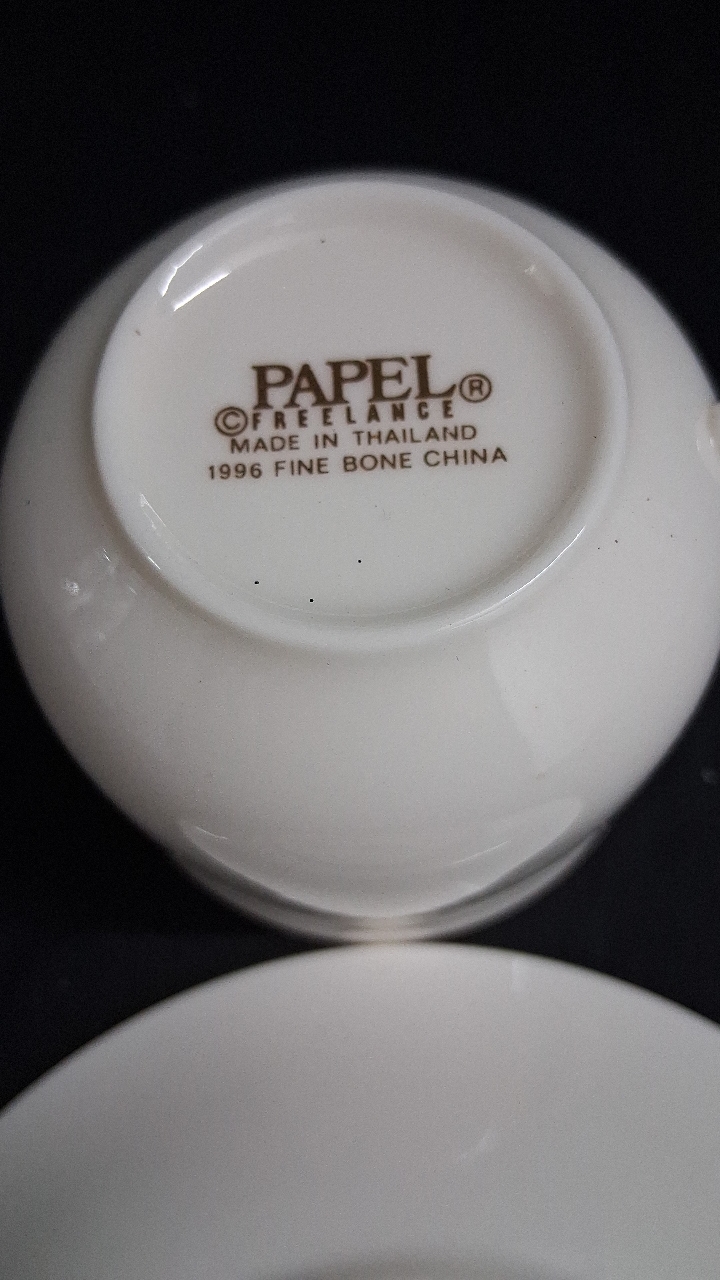 PAPEL®
©FREELANCE
MADE IN THAILAND
1996 FINE BONE CHINA